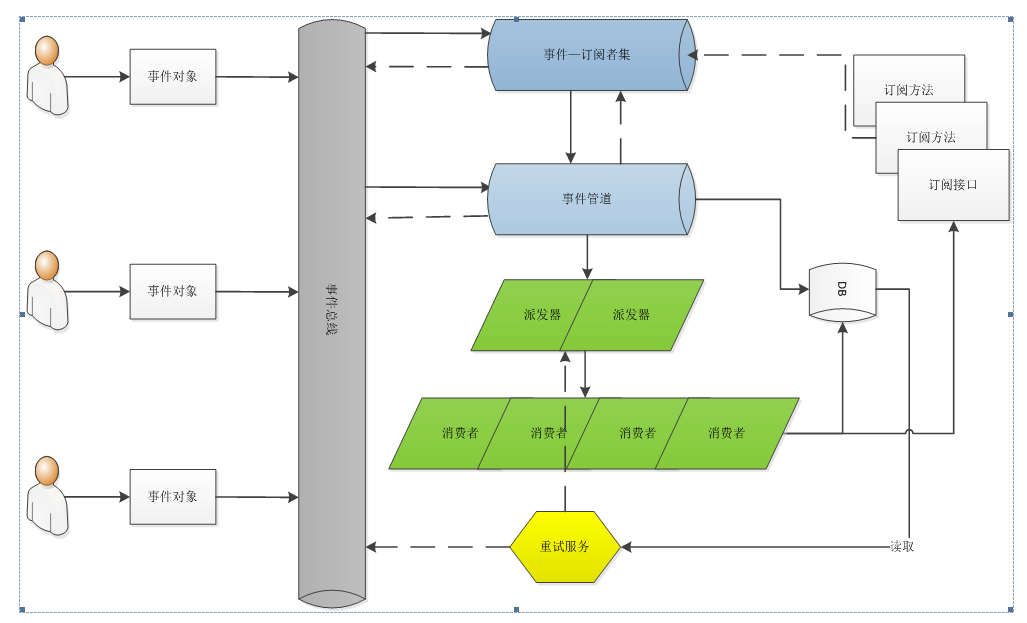 事件—订阅者集
事件对象
订阅方法
订阅方法
订阅接口
事件管道
事件对象
事件总线
DB
派发器
派发器
消费者
消费者
消费者
消费者
事件对象
重试服务
读取